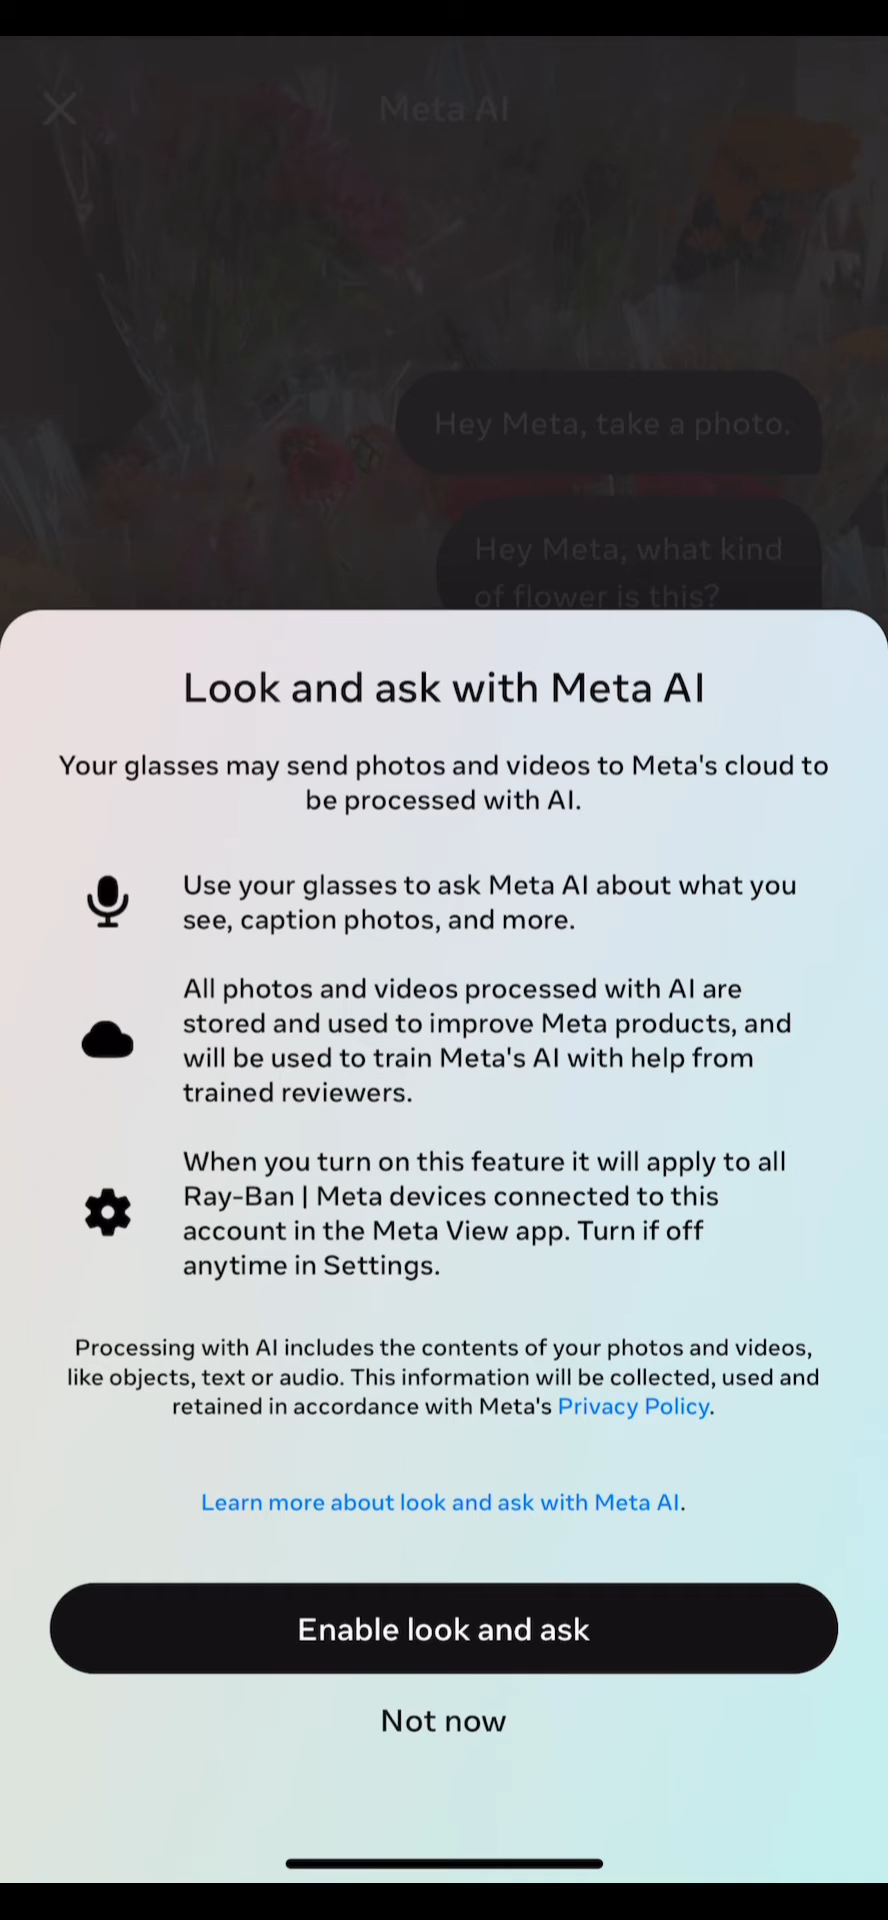 Meta AI
Hey Meta, take a photo.
Hey Meta, what kind
of flower is this?
Look and ask with Meta AI
Your glasses may send photos and videos to Meta's cloud to
be processed with AI.
Use your glasses to ask Meta AI about what you
see, caption photos, and more.
All photos and videos processed with AI are
stored and used to improve Meta products, and
will be used to train Meta's AI with help from
trained reviewers.
When you turn on this feature it will apply to all
Ray-Ban | Meta devices connected to this
account in the Meta View app. Turn if off
anytime in Settings.
Processing with AI includes the contents of your photos and videos,
like objects, text or audio. This information will be collected, used and
retained in accordance with Meta's Privacy Policy.
Learn more about look and ask with Meta AI.
Enable look and ask
Not now